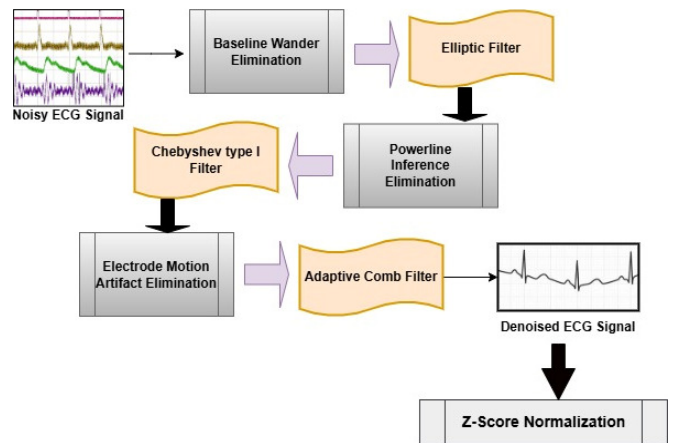 Noisy ECG Signal
Baseline Wander
Elimination
Elliptic Filter
Powerline
Inference
Elimination
Chebyshev type I
Filter
Electrode Motion
Artifact Elimination
Adaptive Comb Filter
Denoised ECG Signal
Z-Score Normalization